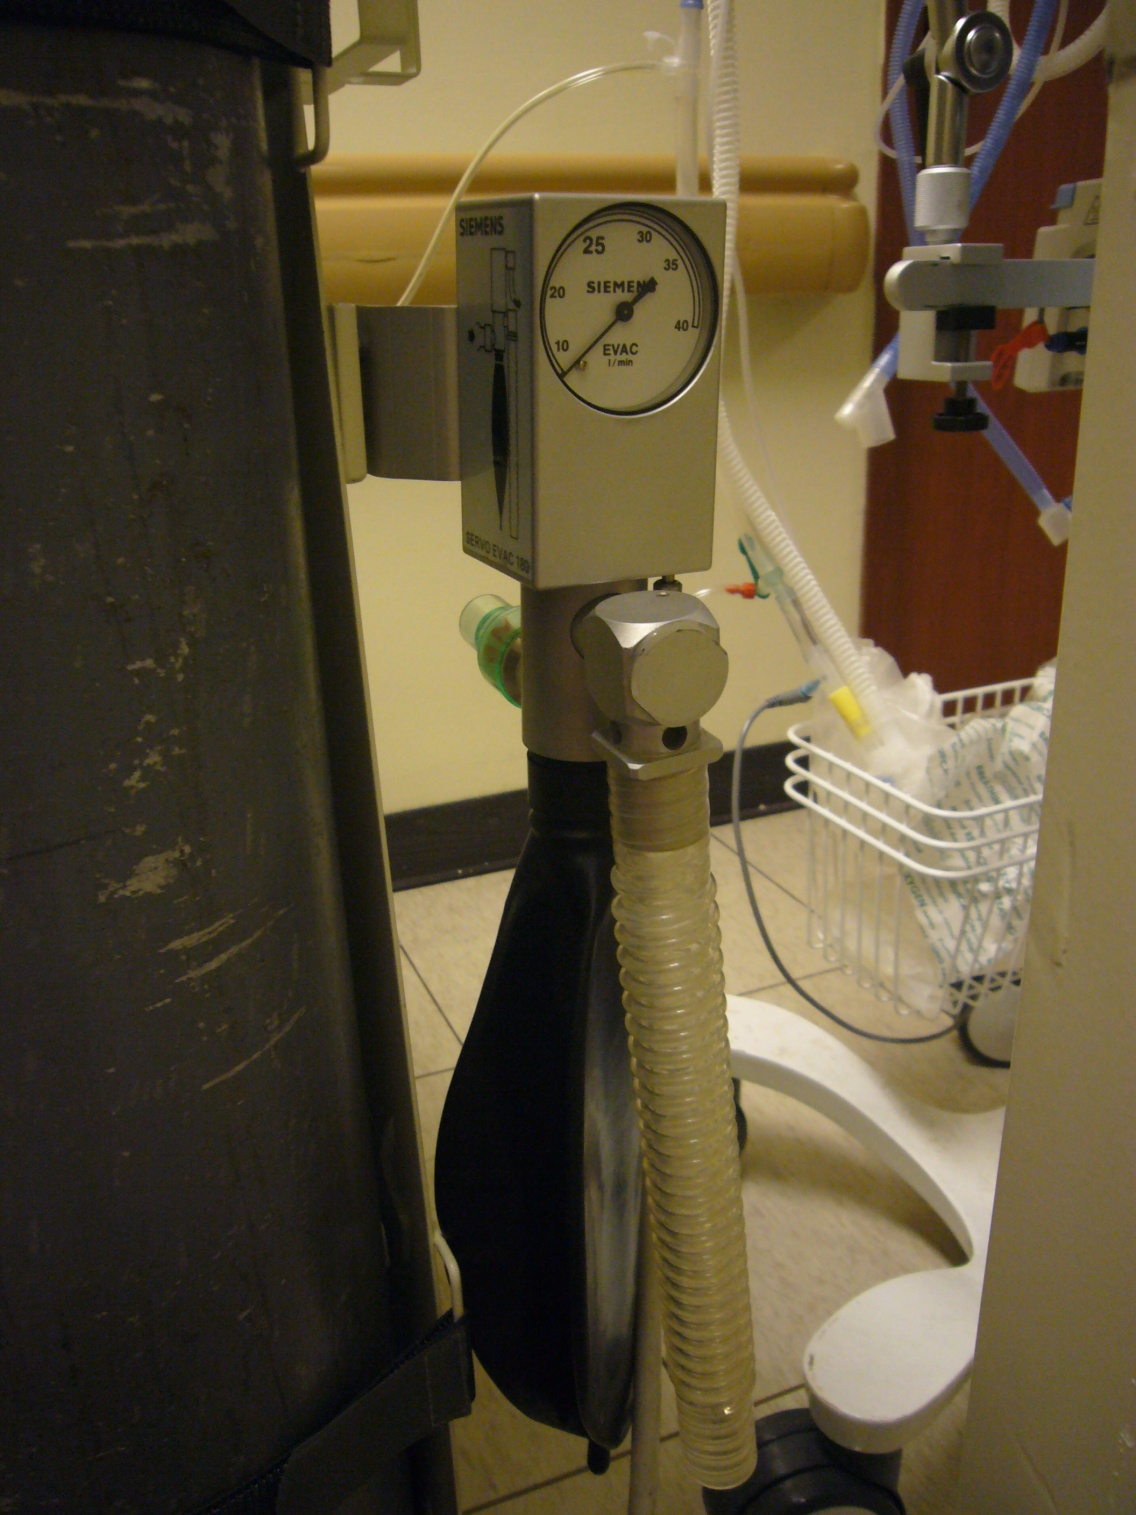 SIEMENS
25
30
35
20
SIEMENS
40
10
EVAC
l/min
SERVO EVAC 180